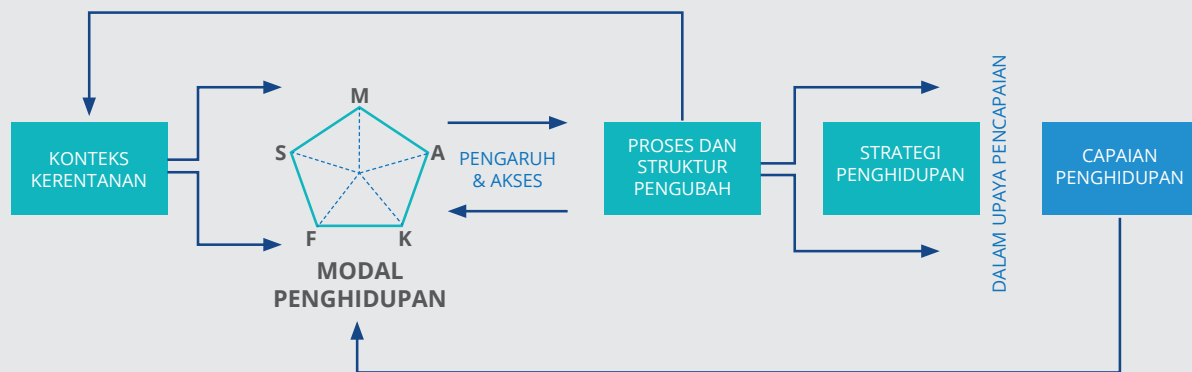 KONTEKS
KERENTANAN
M
S
A
F
K
MODAL
PENGHIDUPAN
PENGARUH
& AKSES
PROSES DAN
STRUKTUR
PENGUBAH
STRATEGI
PENGHIDUPAN
DALAM UPAYA PENCAPAIAN
CAPAIAN
PENGHIDUPAN